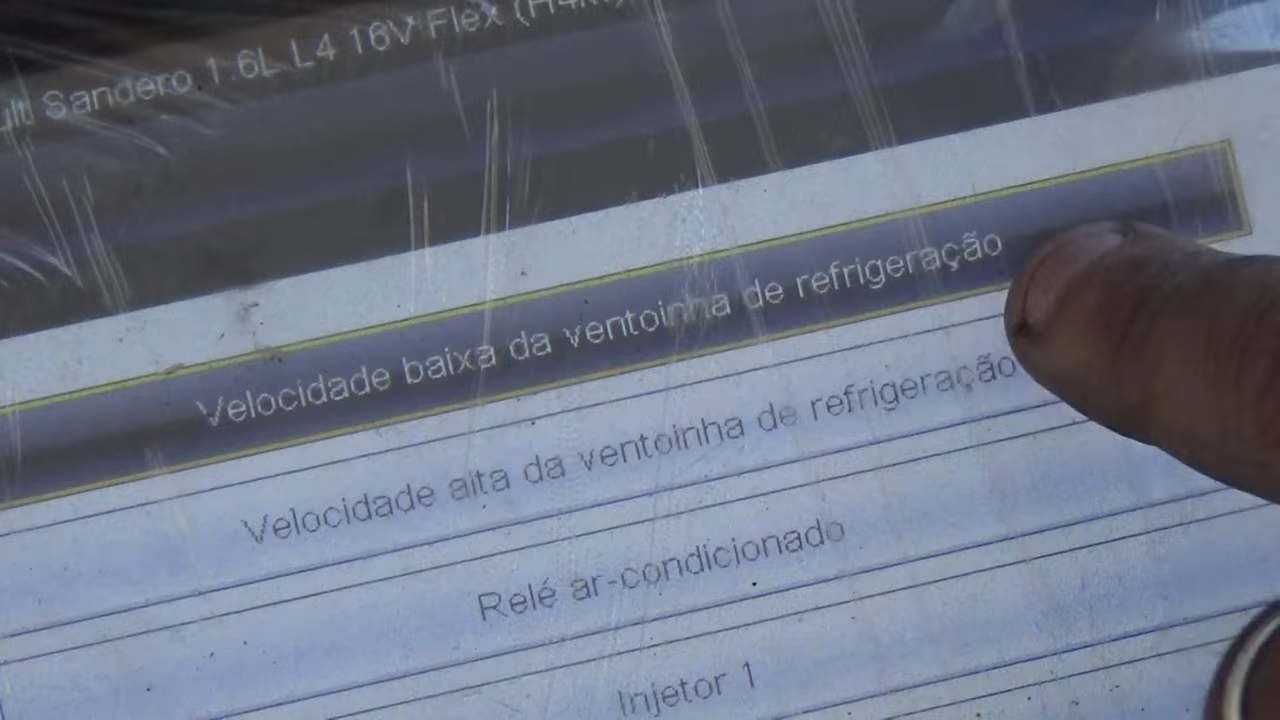 Sandero 1.6L L4 16V Flex
Velocidade baixa da ventoinha de refrigeração
Velocidade alta da ventoinha de refrigeração
Relé ar-condicionado
Injetor 1